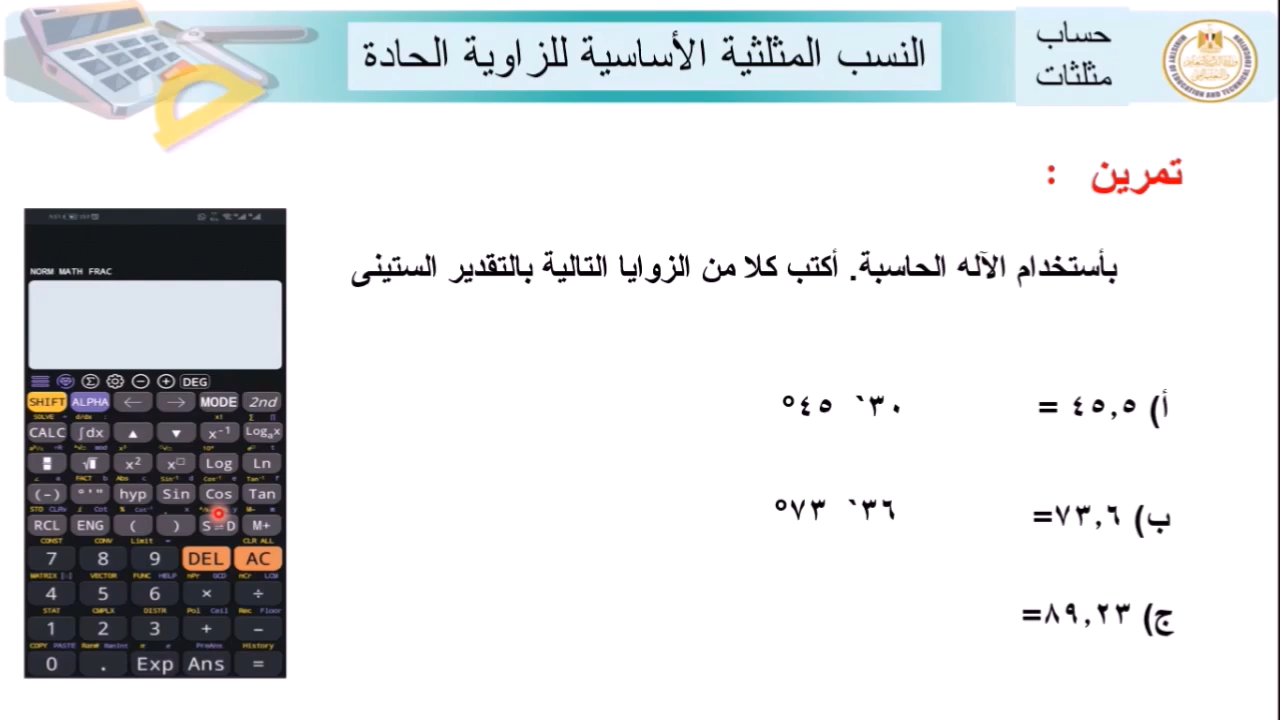 حساب
مثلثات
النسب المثلثية الأساسية للزاوية الحادة
تمرين :
بأستخدام الآله الحاسبة. أكتب كلا من الزوايا التالية بالتقدير الستينى
أ) ٤٥,٥ = ٣٠` ٤٥°
ب) ٧٣,٦= ٣٦` ٧٣°
ج) ٨٩,٢٣=
NORM MATH FRAC
DEG
SHIFT ALPHA ← → MODE 2nd
CALC ∫dx ▲ ▼ x⁻¹ Logₐx
√ x² x□ Log Ln
(−) °'" hyp Sin Cos Tan
RCL ENG ( ) S⇌D M+
7 8 9 DEL AC
4 5 6 × ÷
1 2 3 + −
0 . Exp Ans =